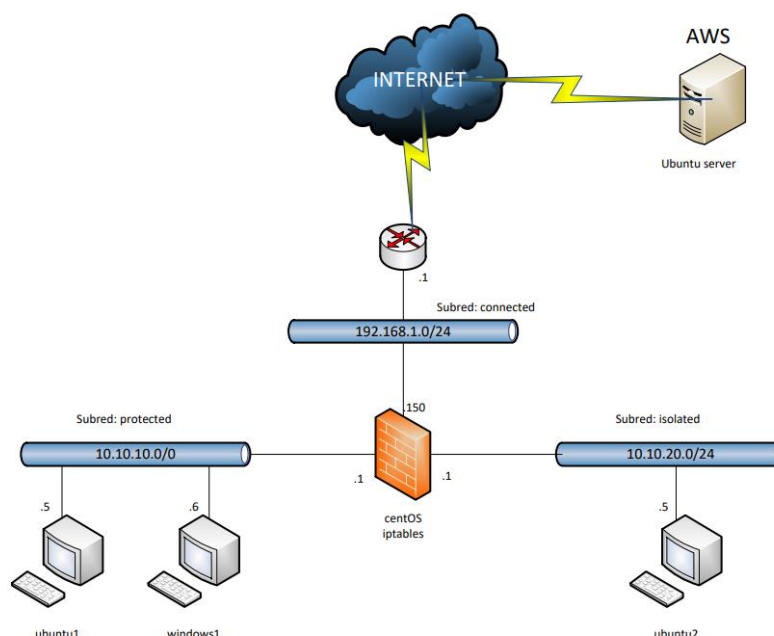 AWS
INTERNET
Ubuntu server
.1
Subred: connected
192.168.1.0/24
.150
Subred: protected
Subred: isolated
10.10.10.0/0
10.10.20.0/24
.1
.1
.5
.6
.5
centOS
iptables
ubuntu1
windows1
ubuntu2